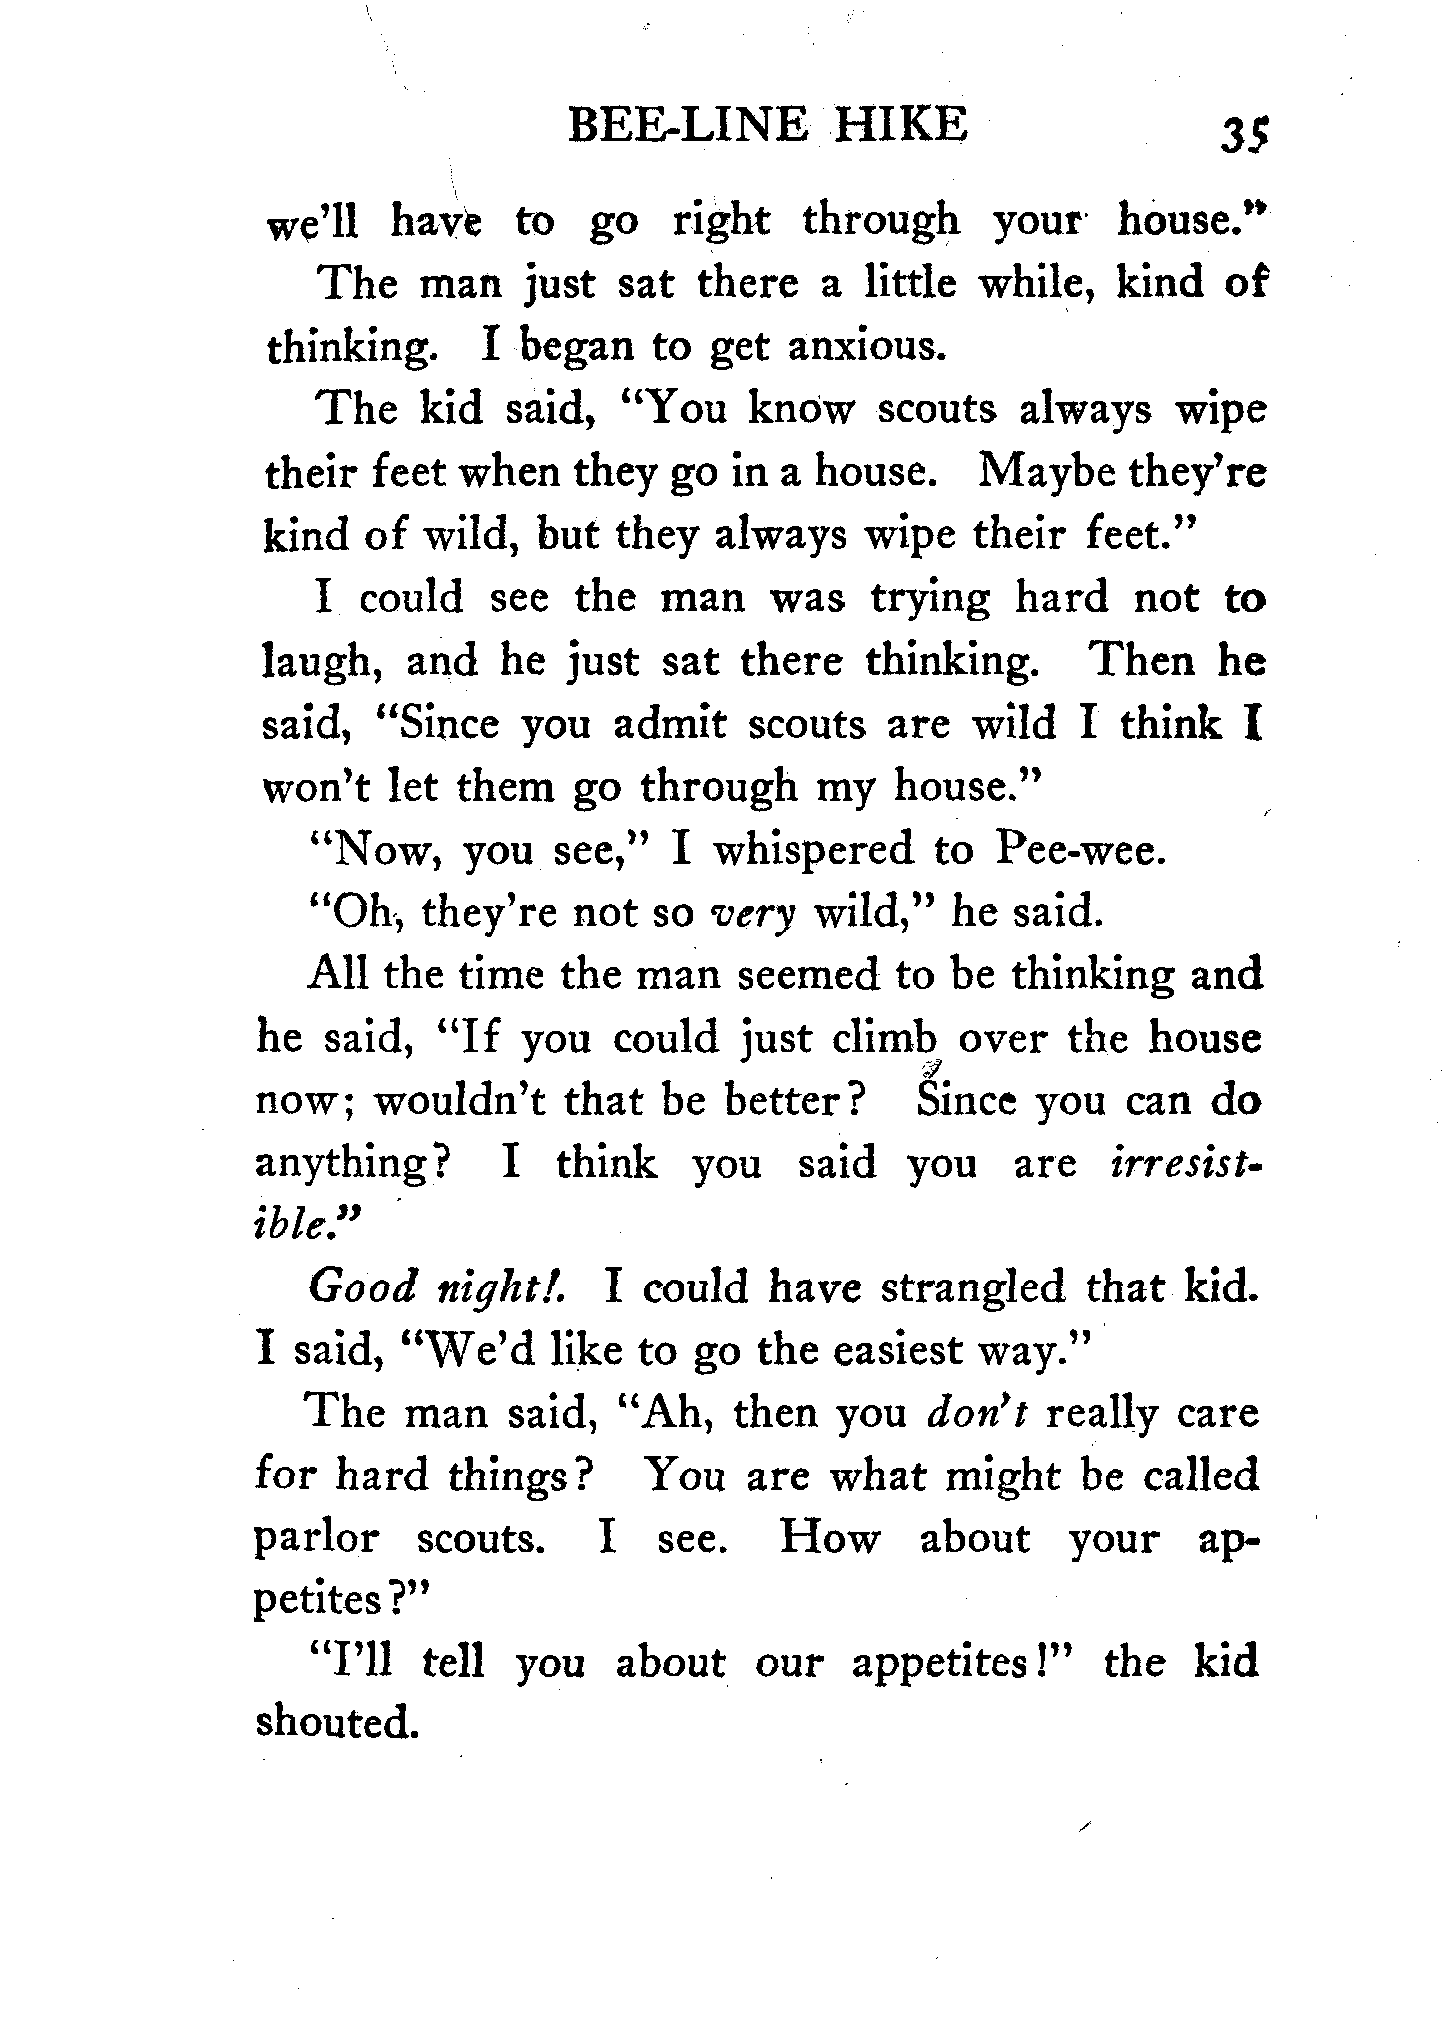 BEE-LINE HIKE 35
we'll have to go right through your house."
The man just sat there a little while, kind of
thinking. I began to get anxious.
The kid said, "You know scouts always wipe
their feet when they go in a house. Maybe they're
kind of wild, but they always wipe their feet."
I could see the man was trying hard not to
laugh, and he just sat there thinking. Then he
said, "Since you admit scouts are wild I think I
won't let them go through my house."
"Now, you see," I whispered to Pee-wee.
"Oh, they're not so very wild," he said.
All the time the man seemed to be thinking and
he said, "If you could just climb over the house
now; wouldn't that be better? Since you can do
anything? I think you said you are irresist-
ible."
Good night!. I could have strangled that kid.
I said, "We'd like to go the easiest way."
The man said, "Ah, then you don't really care
for hard things? You are what might be called
parlor scouts. I see. How about your ap-
petites?"
"I'll tell you about our appetites!" the kid
shouted.